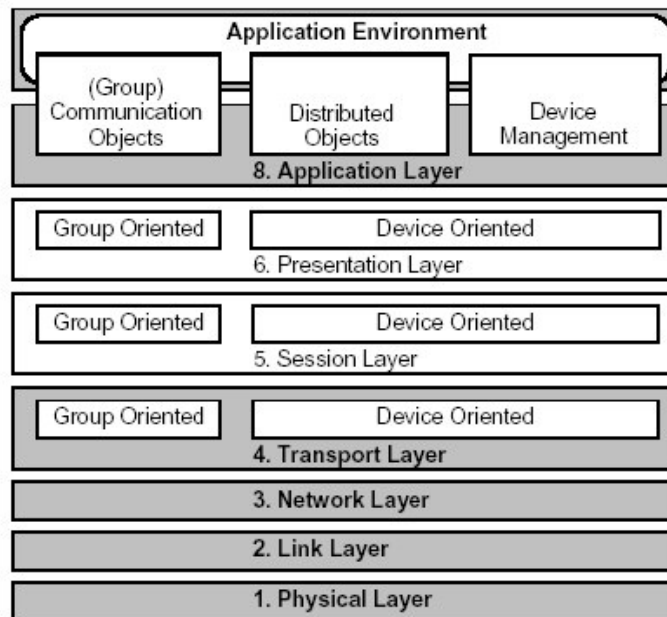 Application Environment
(Group)
Communication
Objects
Distributed
Objects
Device
Management
8. Application Layer
Group Oriented
Device Oriented
6. Presentation Layer
Group Oriented
Device Oriented
5. Session Layer
Group Oriented
Device Oriented
4. Transport Layer
3. Network Layer
2. Link Layer
1. Physical Layer